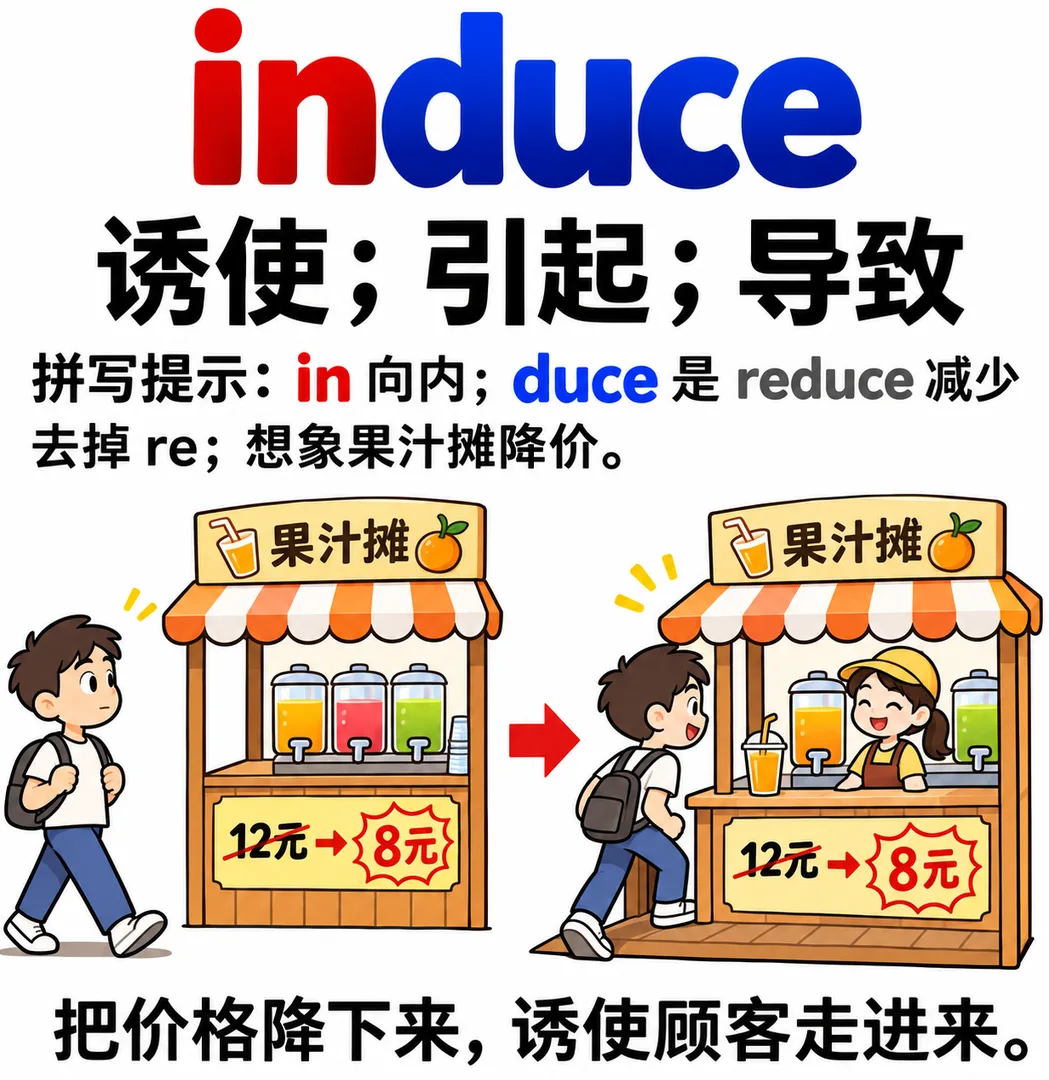 induce
诱使；引起；导致
拼写提示：in 向内；duce 是 reduce 减少
去掉 re；想象果汁摊降价。
果汁摊
果汁摊
12元→8元
12元→8元
把价格降下来，诱使顾客走进来。